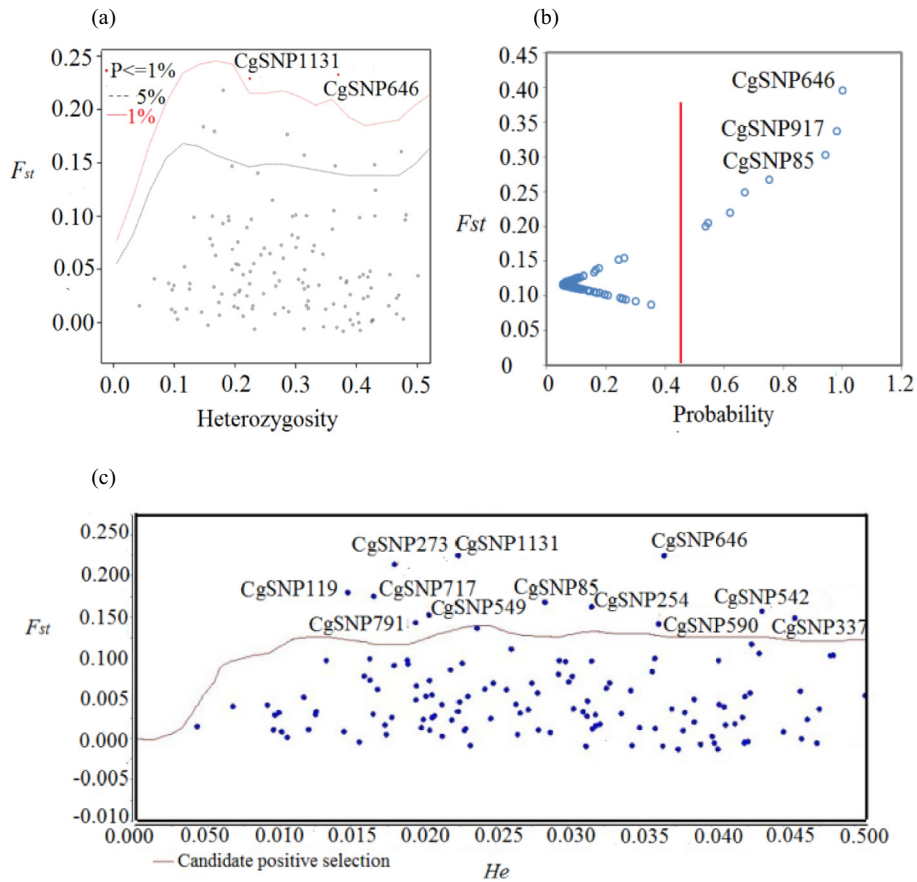 (a)
0.25
0.20
0.15
0.10
0.05
0.00
Fst
P<=1%
5%
1%
CgSNP1131
CgSNP646
0.0 0.1 0.2 0.3 0.4 0.5
Heterozygosity
(b)
0.45
0.40
0.35
0.30
0.25
0.20
0.15
0.10
0.05
0
Fst
CgSNP646
CgSNP917
CgSNP85
0 0.2 0.4 0.6 0.8 1.0 1.2
Probability
(c)
0.250
0.200
0.150
0.100
0.005
0.000
-0.005
-0.010
Fst
CgSNP273 CgSNP1131 CgSNP646
CgSNP119 CgSNP717 CgSNP85 CgSNP254 CgSNP542
CgSNP791 CgSNP549 CgSNP590 CgSNP337
0.000 0.050 0.010 0.015 0.020 0.025 0.030 0.035 0.040 0.045 0.500
Candidate positive selection
He